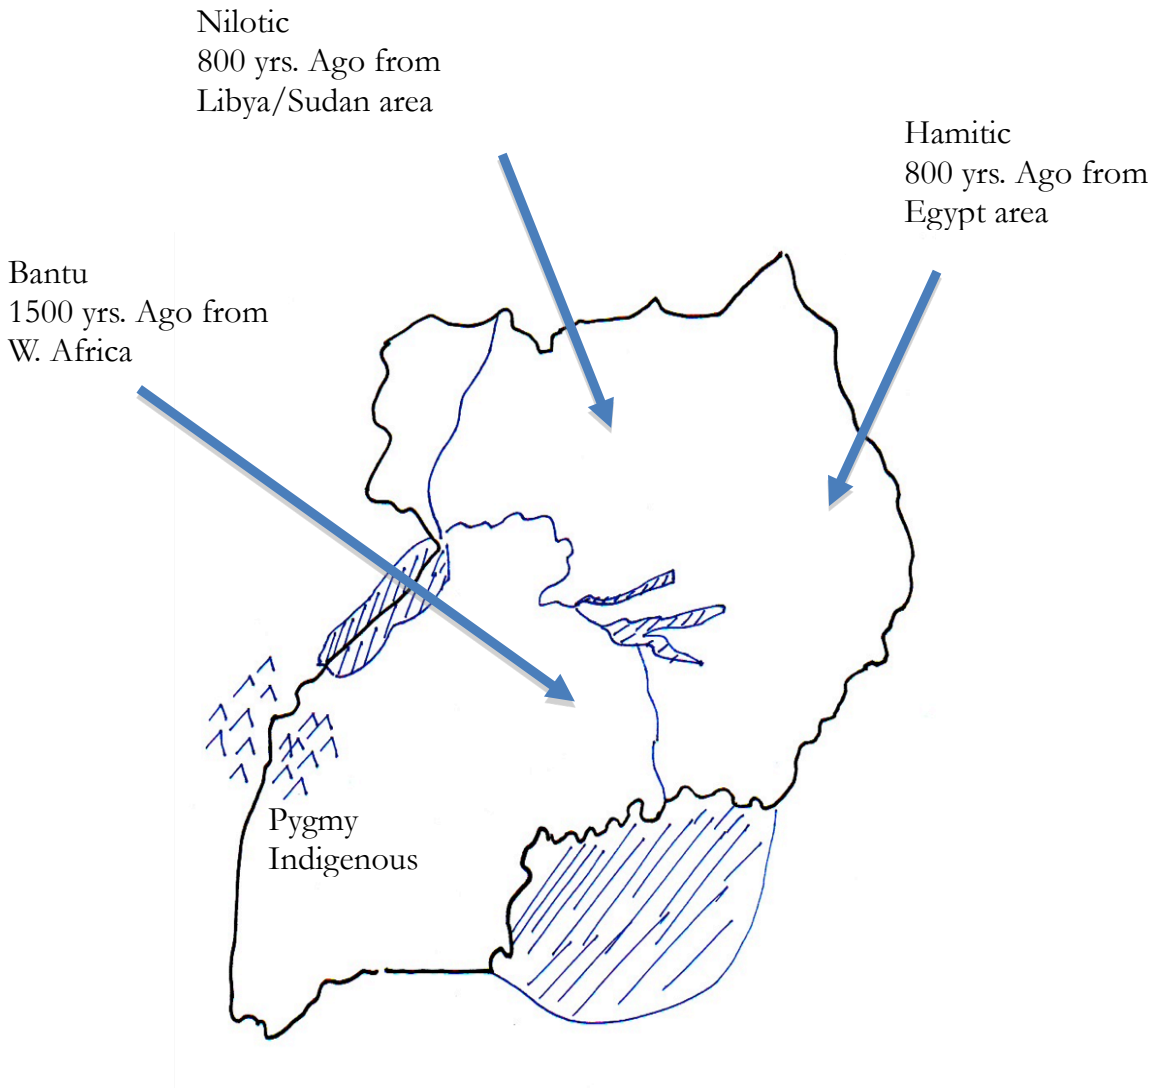 Nilotic
800 yrs. Ago from
Libya/Sudan area
Hamitic
800 yrs. Ago from
Egypt area
Bantu
1500 yrs. Ago from
W. Africa
Pygmy
Indigenous